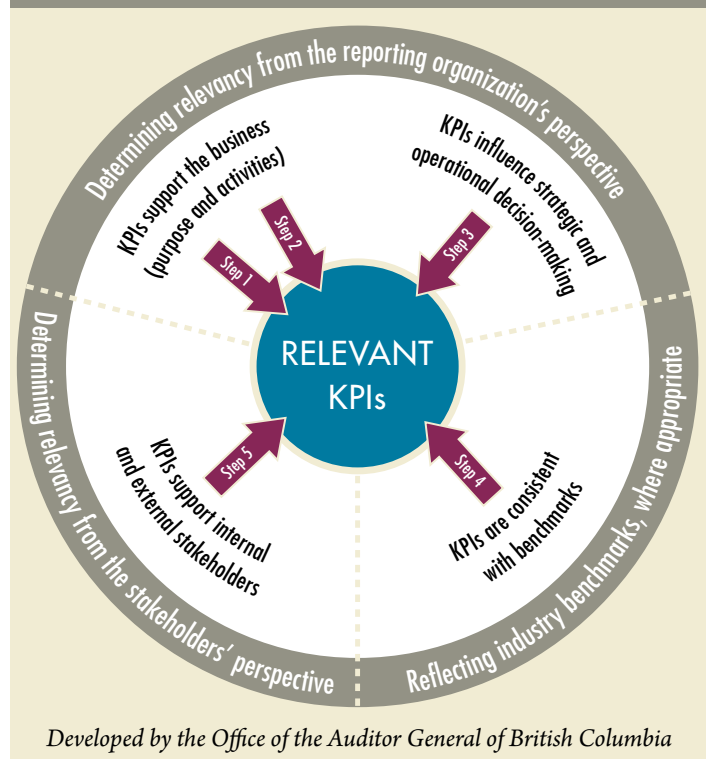 Determining relevancy from the reporting organization's perspective
KPIs support the business
(purpose and activities)
Step 1
Step 2
KPIs influence strategic and
operational decision-making
Step 3
RELEVANT
KPIs
Step 4
KPIs are consistent
with benchmarks
Reflecting industry benchmarks, where appropriate
Step 5
KPIs support internal
and external stakeholders
Determining relevancy from the stakeholders' perspective
Developed by the Office of the Auditor General of British Columbia